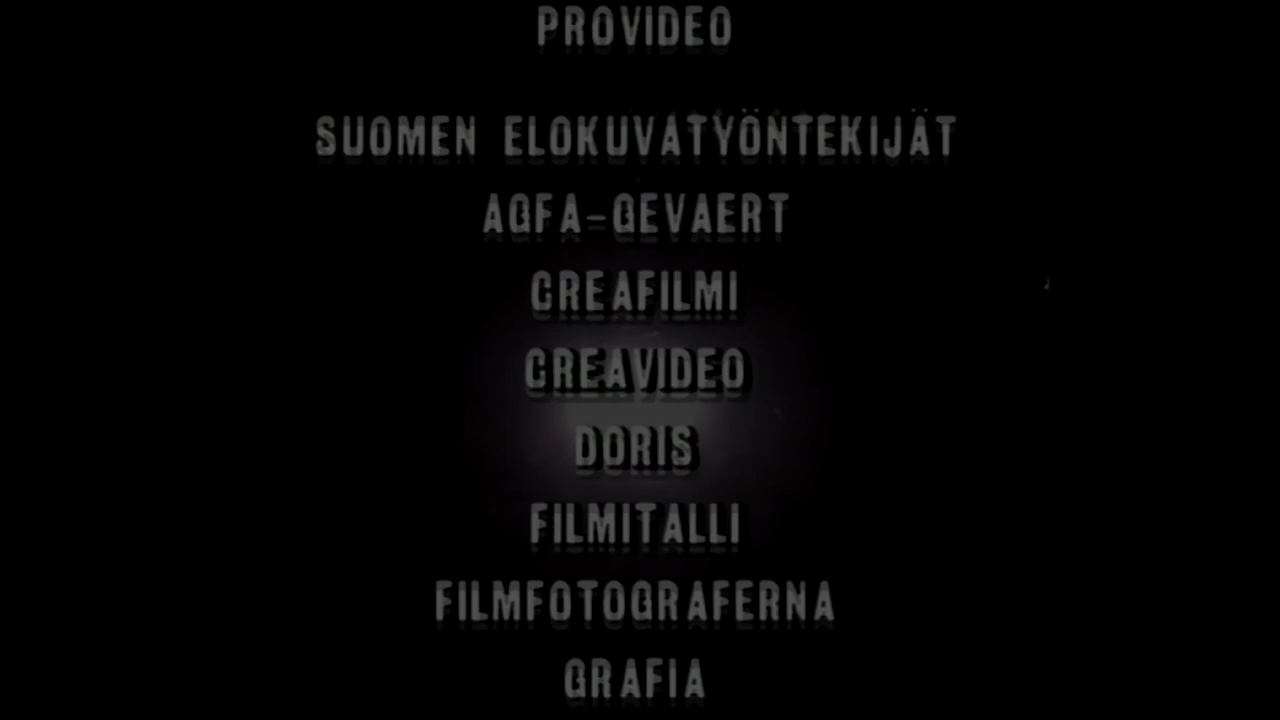 PROVIDEO
SUOMEN ELOKUVATYÖNTEKIJÄT
AGFA-GEVAERT
CREAFILMI
CREAVIDEO
DORIS
FILMITALLI
FILMFOTOGRAFERNA
GRAFIA